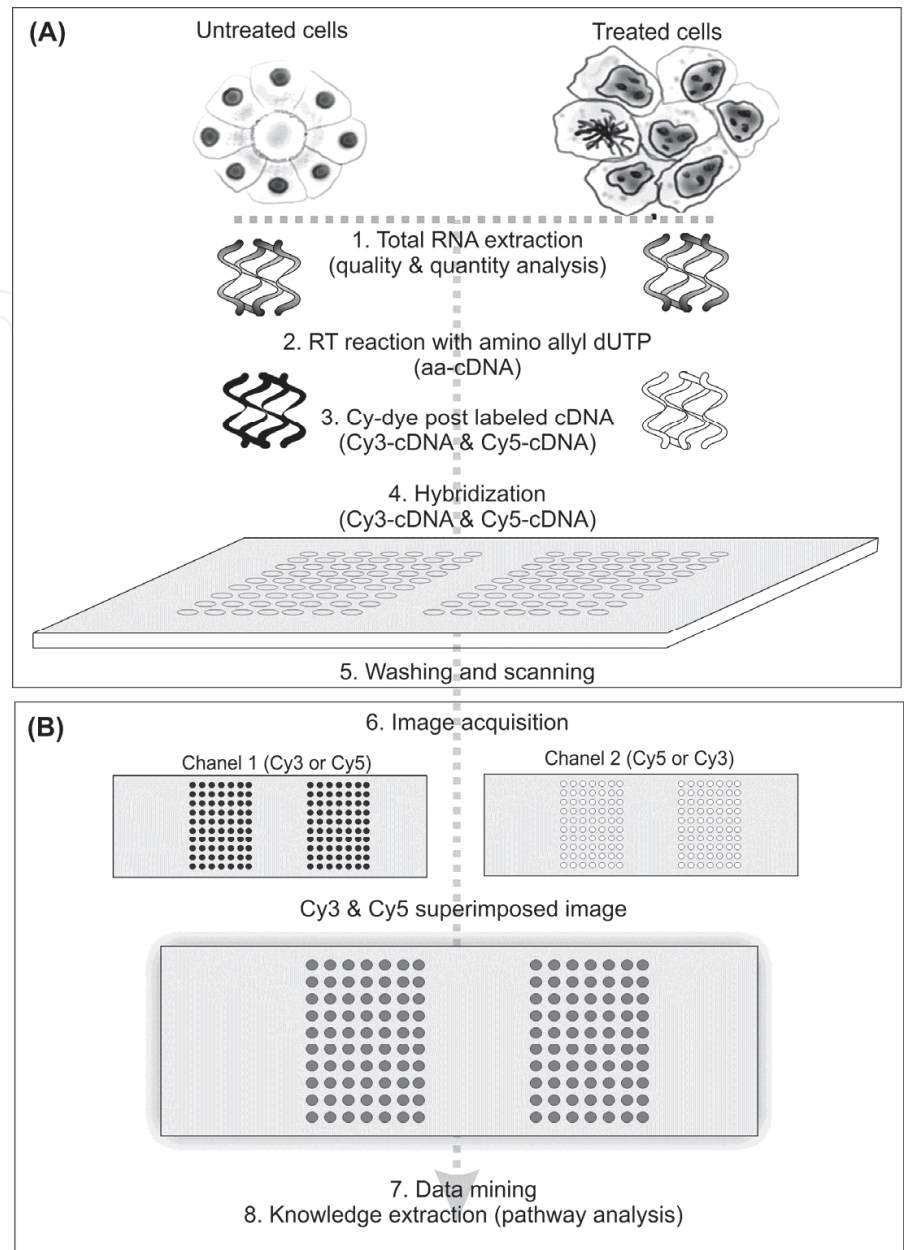 (A)
Untreated cells
Treated cells
1. Total RNA extraction
(quality & quantity analysis)
2. RT reaction with amino allyl dUTP
(aa-cDNA)
3. Cy-dye post labeled cDNA
(Cy3-cDNA & Cy5-cDNA)
4. Hybridization
(Cy3-cDNA & Cy5-cDNA)
5. Washing and scanning
(B)
6. Image acquisition
Chanel 1 (Cy3 or Cy5)
Chanel 2 (Cy5 or Cy3)
Cy3 & Cy5 superimposed image
7. Data mining
8. Knowledge extraction (pathway analysis)